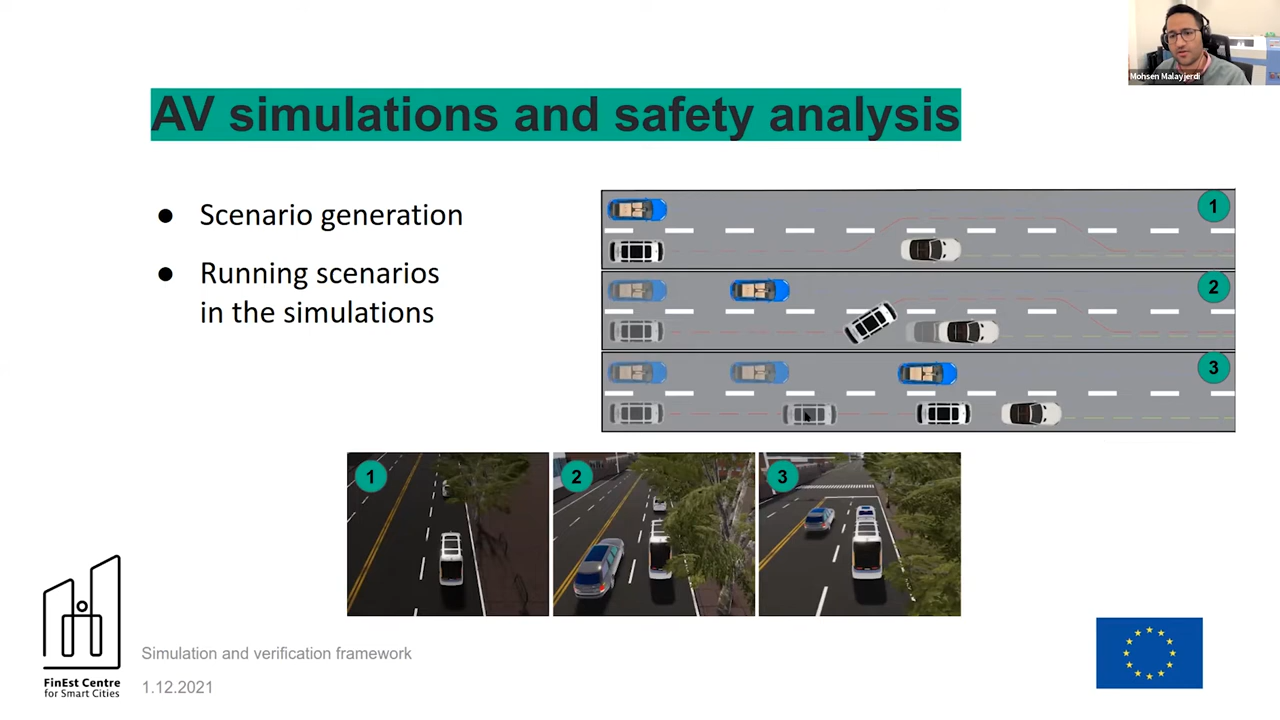 Mohsen Malayjerdi
AV simulations and safety analysis
Scenario generation
Running scenarios
in the simulations
1
2
3
1
2
3
FinEst Centre
for Smart Cities
Simulation and verification framework
1.12.2021